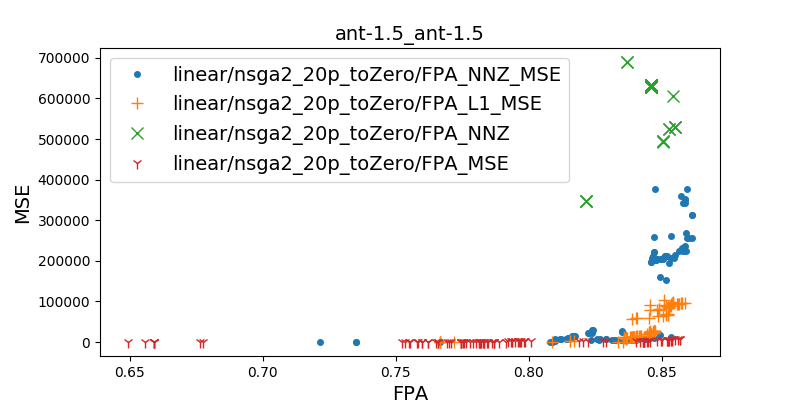 ant-1.5_ant-1.5
700000
600000
500000
400000
300000
200000
100000
0
MSE
linear/nsga2_20p_toZero/FPA_NNZ_MSE
linear/nsga2_20p_toZero/FPA_L1_MSE
linear/nsga2_20p_toZero/FPA_NNZ
linear/nsga2_20p_toZero/FPA_MSE
0.65 0.70 0.75 0.80 0.85
FPA